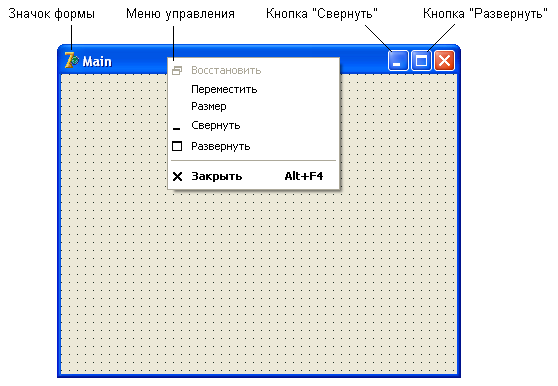 Значок формы Меню управления Кнопка "Свернуть" Кнопка "Развернуть"
Main
Восстановить
Переместить
Размер
Свернуть
Развернуть
Закрыть Alt+F4